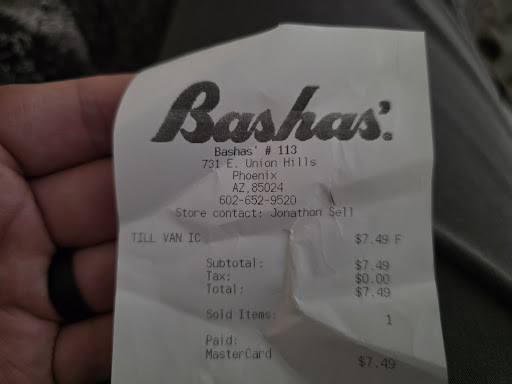 Bashas'.
Bashas' # 113
731 E. Union Hills
Phoenix
AZ,85024
602-652-9520
Store contact: Jonathon Sell
TILL VAN IC $7.49 F
Subtotal: $7.49
Tax: $0.00
Total: $7.49
Sold Items: 1
Paid:
MasterCard $7.49